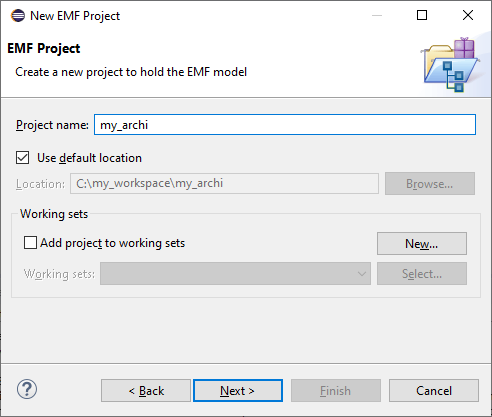 New EMF Project
EMF Project
Create a new project to hold the EMF model
Project name: my_archi
Use default location
Location: C:\my_workspace\my_archi Browse...
Working sets
Add project to working sets New...
Working sets: Select...
? < Back Next > Finish Cancel